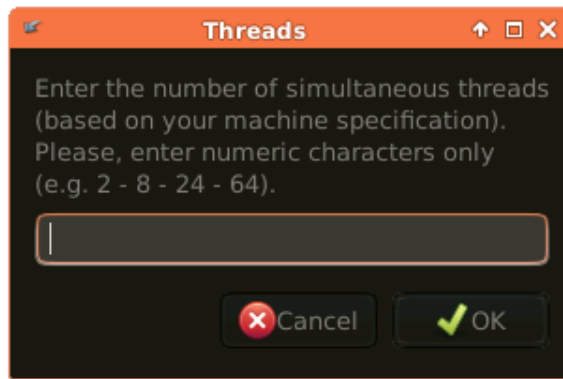 Threads
Enter the number of simultaneous threads
(based on your machine specification).
Please, enter numeric characters only
(e.g. 2 - 8 - 24 - 64).
Cancel
OK